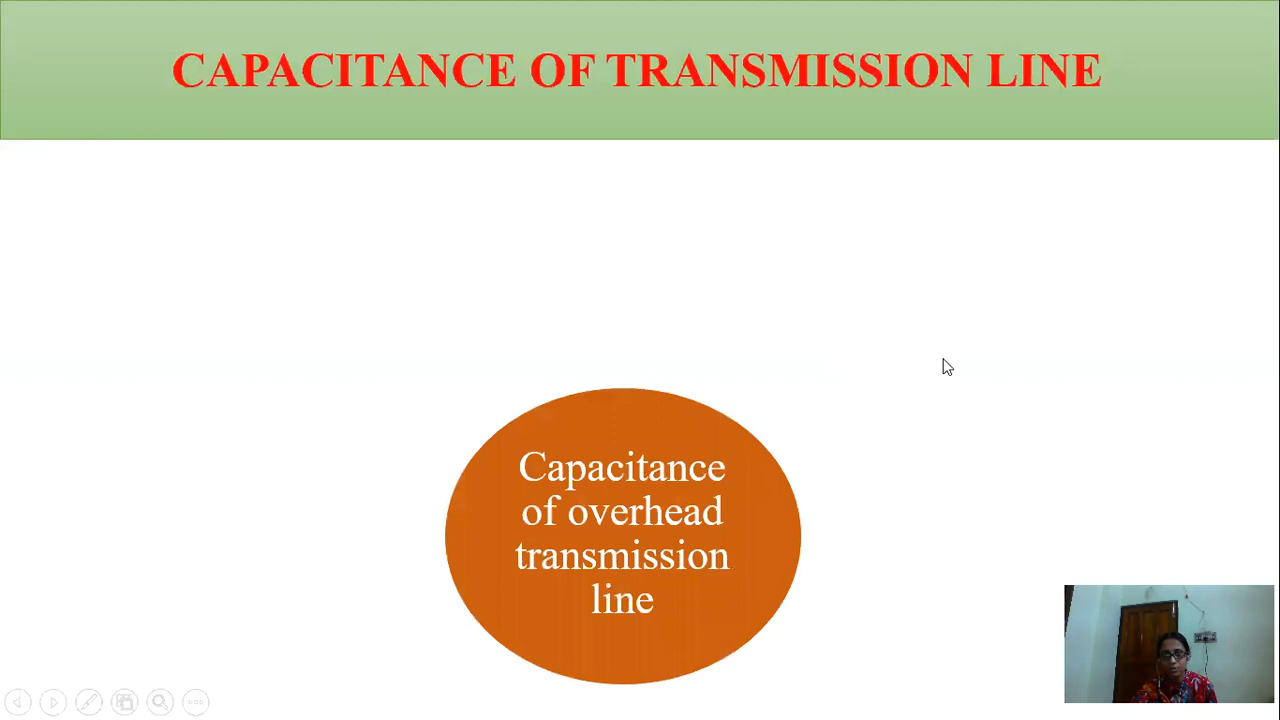 CAPACITANCE OF TRANSMISSION LINE
Capacitance
of overhead
transmission
line